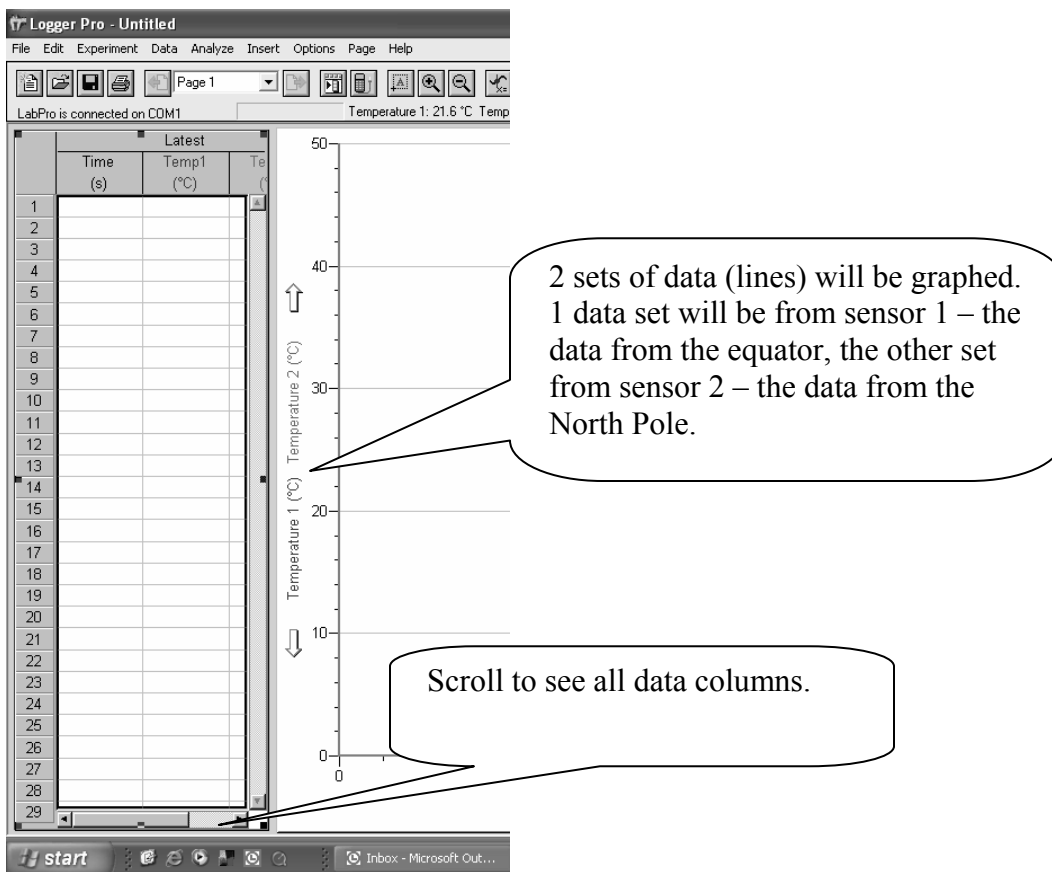 Logger Pro - Untitled
File Edit Experiment Data Analyze Insert Options Page Help
Page 1
LabPro is connected on COM1 Temperature 1: 21.6 °C Temp
Latest
Time Temp1 Te
(s) (°C) (°
1
2
3
4
5
6
7
8
9
10
11
12
13
14
15
16
17
18
19
20
21
22
23
24
25
26
27
28
29
50
40
30
20
10
0
0
Temperature 1 (°C) Temperature 2 (°C)
2 sets of data (lines) will be graphed.
1 data set will be from sensor 1 – the
data from the equator, the other set
from sensor 2 – the data from the
North Pole.
Scroll to see all data columns.
start Inbox - Microsoft Out...